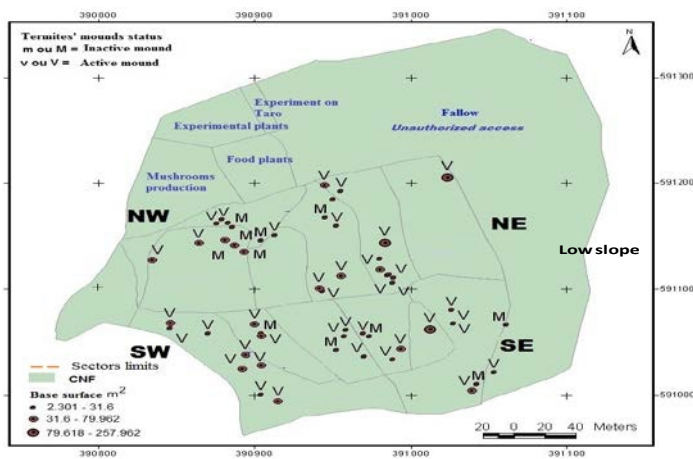 390800 390900 391000 391100
Termites' mounds status
m ou M = Inactive mound
v ou V = Active mound
N
591300
Experiment on
Taro
Experimental plants
Fallow
Unauthorized access
Food plants
Mushrooms
production
V
591200
V V
NW
V V M
M V
V M V
NE
V
V
M
M
V
Low slope
V
M M
V
V V
591100
V V
V V
V
V V M V V M V V M
V
SW
V
V V
M V
V
SE
V V
V M V
Sectors limits
CNF
Base surface m²
2.301 - 31.6
31.6 - 79.962
79.618 - 257.962
V V
591000
20 0 20 40 Meters
390800 390900 391000 391100